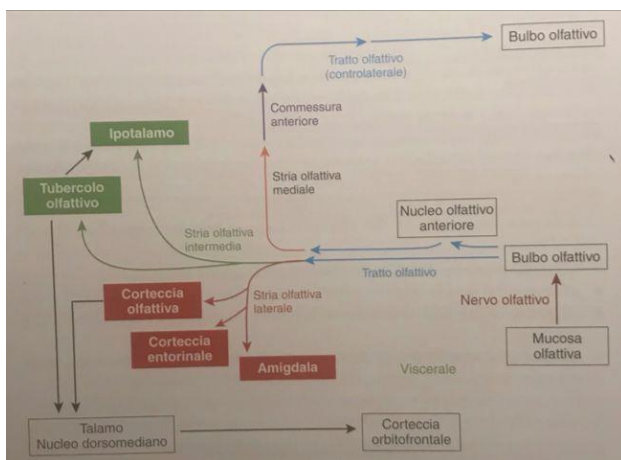 Bulbo olfattivo
Tratto olfattivo
(controlaterale)
Commessura
anteriore
Ipotalamo
Stria olfattiva
mediale
Tubercolo
olfattivo
Nucleo olfattivo
anteriore
Stria olfattiva
intermedia
Bulbo olfattivo
Tratto olfattivo
Corteccia
olfattiva
Stria olfattiva
laterale
Nervo olfattivo
Corteccia
entorinale
Mucosa
olfattiva
Amigdala
Viscerale
Talamo
Nucleo dorsomediano
Corteccia
orbitofrontale